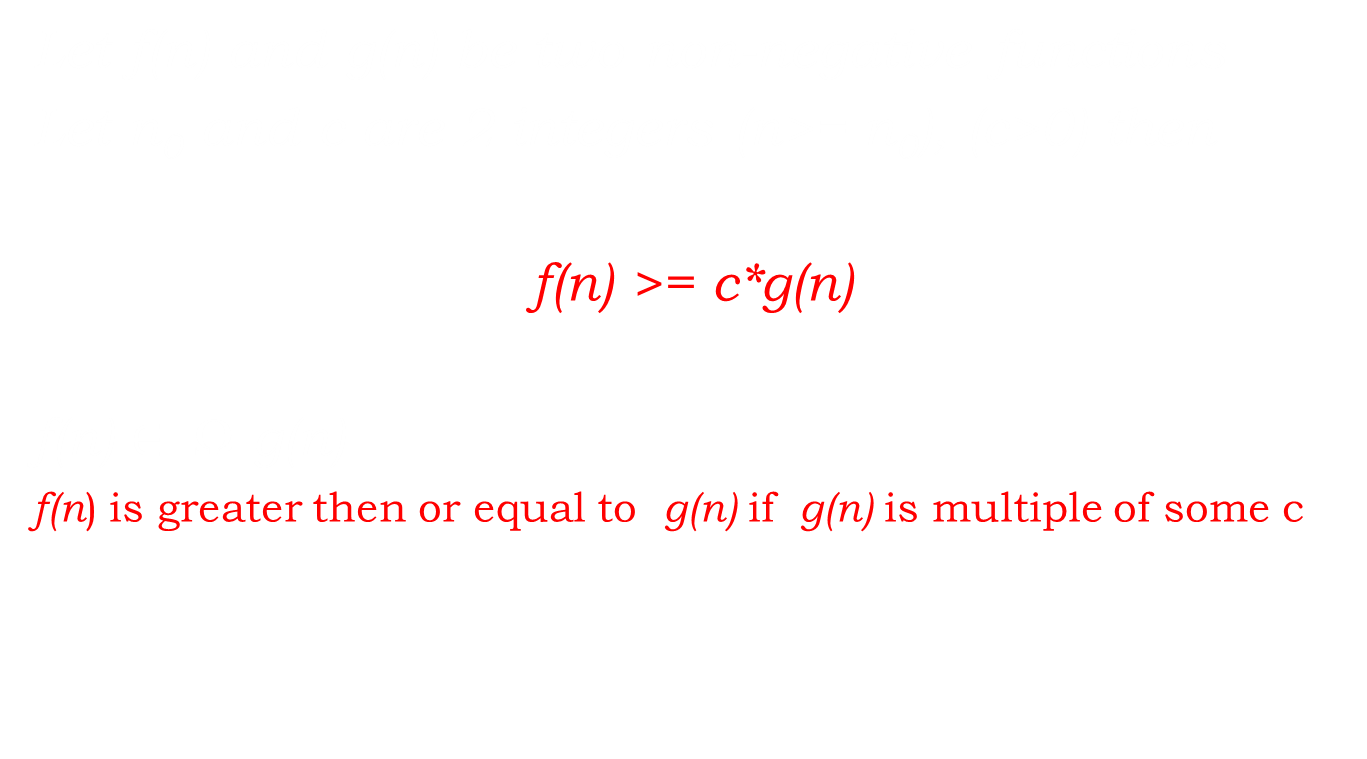 f(n) >= c*g(n)
f(n) is greater then or equal to g(n) if g(n) is multiple of some c